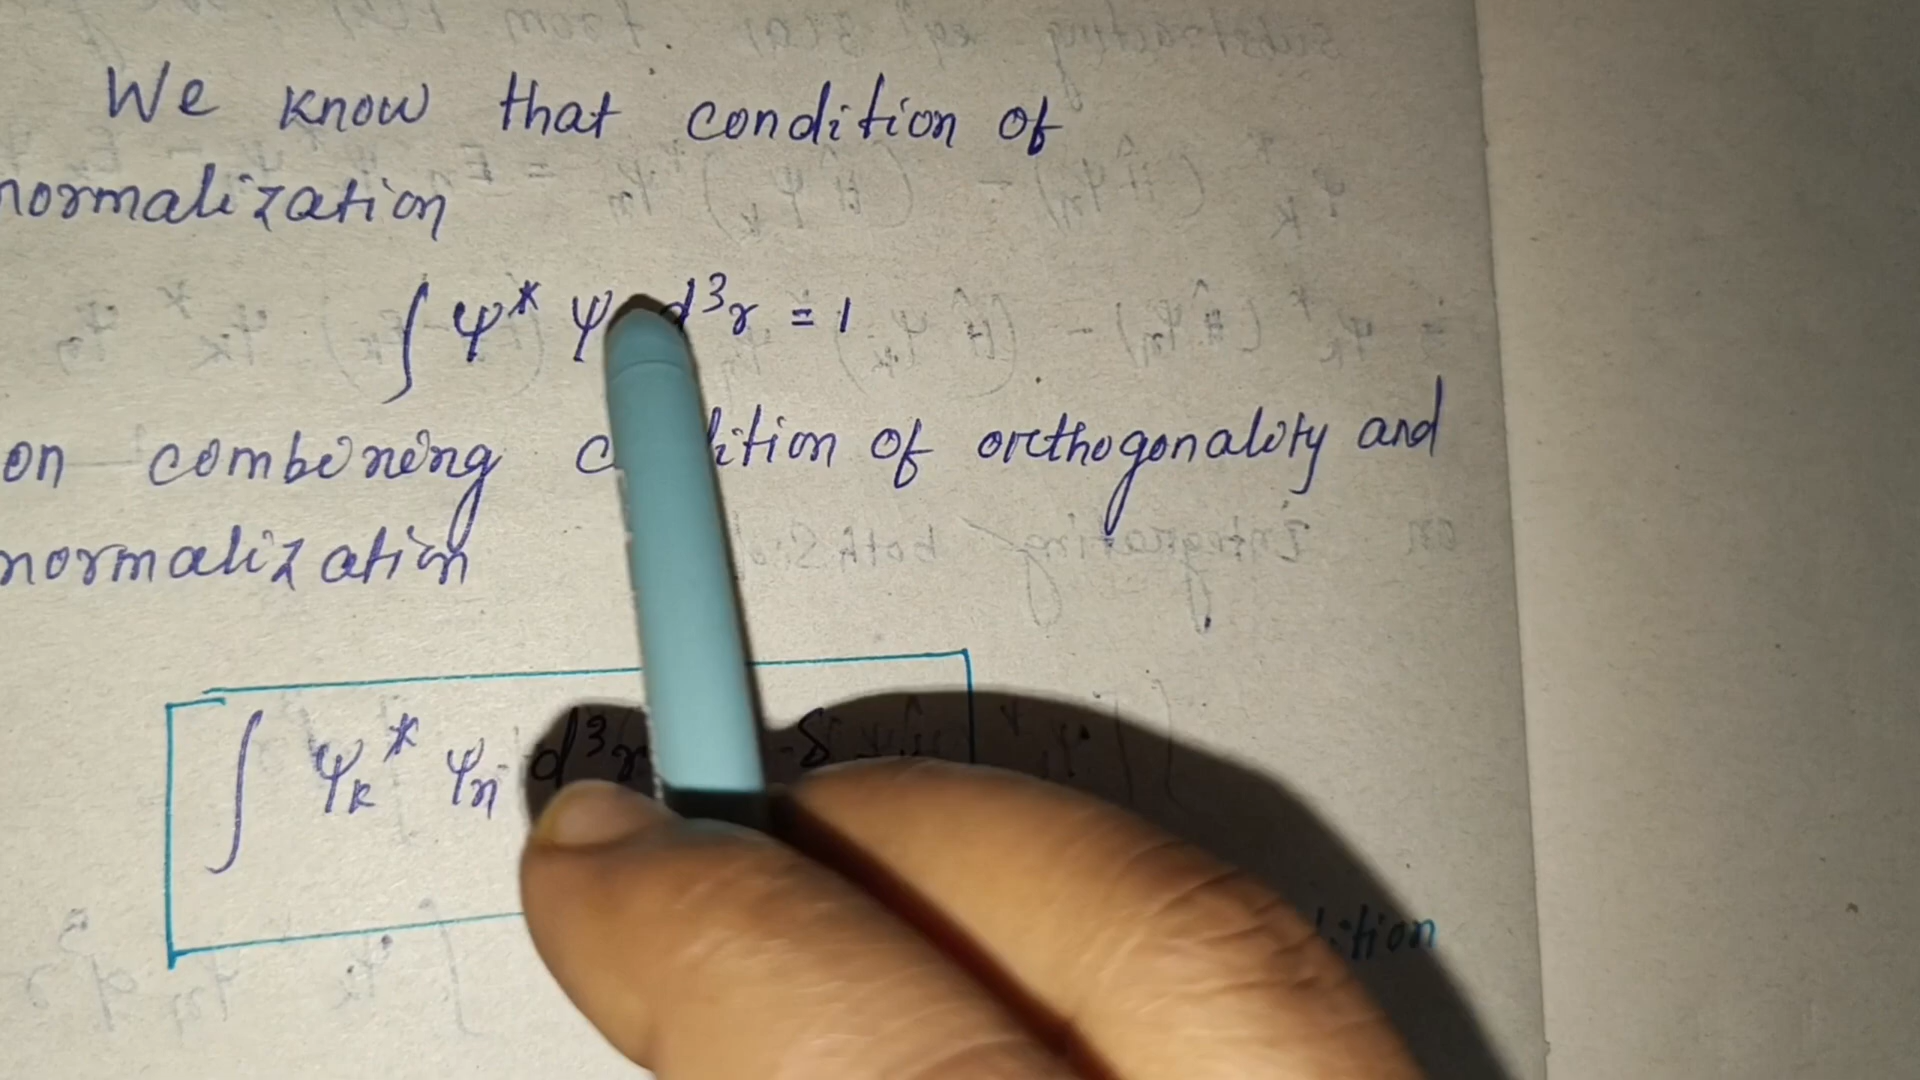 We know that condition of
normalization
∫ ψ* ψ d³r = 1
on combining condition of orthogonality and
normalization
∫ ψₖ* ψₙ d³r δ